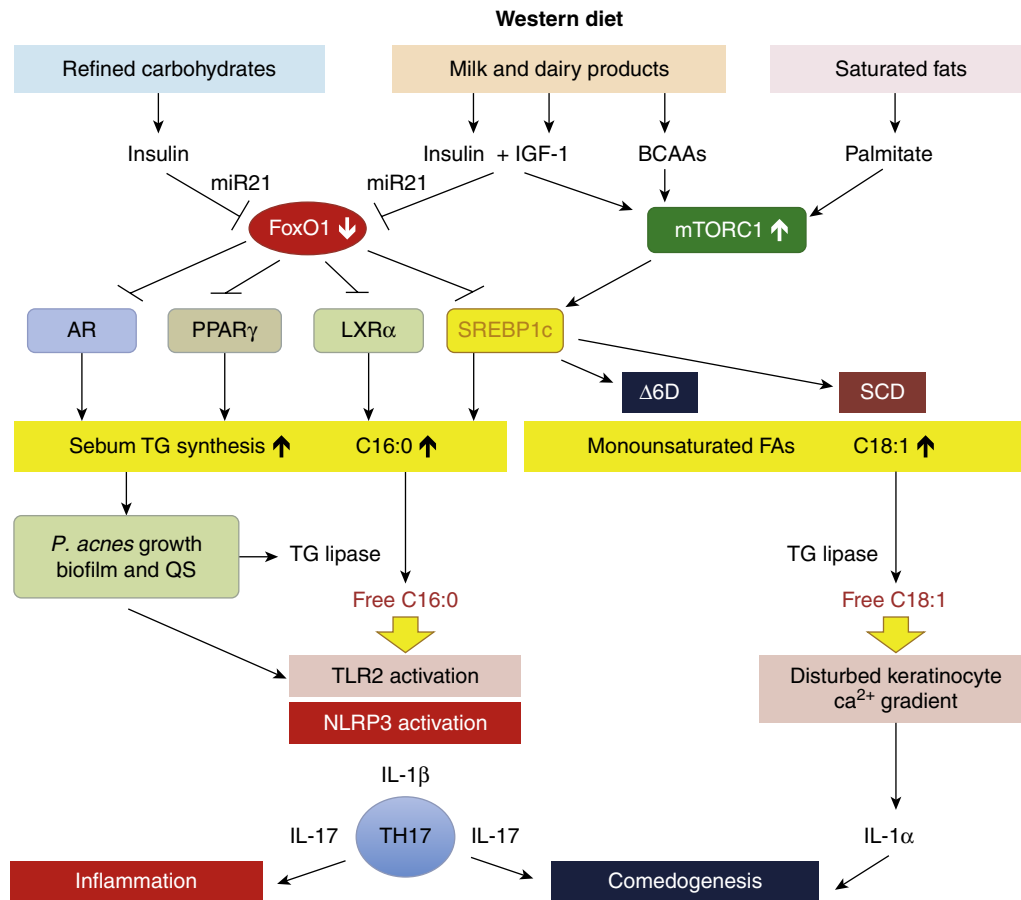 Western diet
Refined carbohydrates
Milk and dairy products
Saturated fats
Insulin
Insulin + IGF-1
BCAAs
Palmitate
miR21
miR21
FoxO1 ↓
mTORC1 ↑
AR
PPARγ
LXRα
SREBP1c
Δ6D
SCD
Sebum TG synthesis ↑ C16:0 ↑
Monounsaturated FAs C18:1 ↑
P. acnes growth
biofilm and QS
TG lipase
TG lipase
Free C16:0
Free C18:1
TLR2 activation
NLRP3 activation
Disturbed keratinocyte
ca²⁺ gradient
IL-1β
IL-17
TH17
IL-17
IL-1α
Inflammation
Comedogenesis